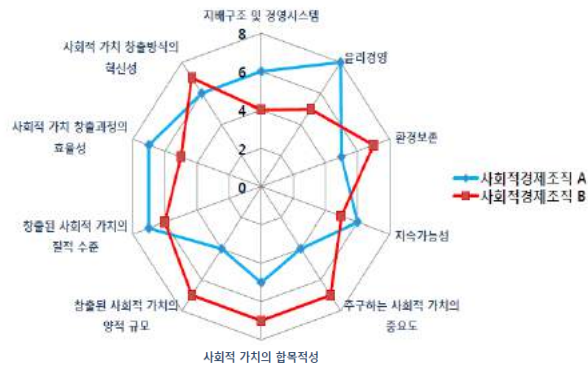 지배구조 및 경영시스템
윤리경영
환경보존
지속가능성
추구하는 사회적 가치의
중요도
사회적 가치의 합목적성
창출된 사회적 가치의
양적 규모
창출된 사회적 가치의
질적 수준
사회적 가치 창출과정의
효율성
사회적 가치 창출방식의
혁신성
8
6
4
2
0
사회적경제조직 A
사회적경제조직 B